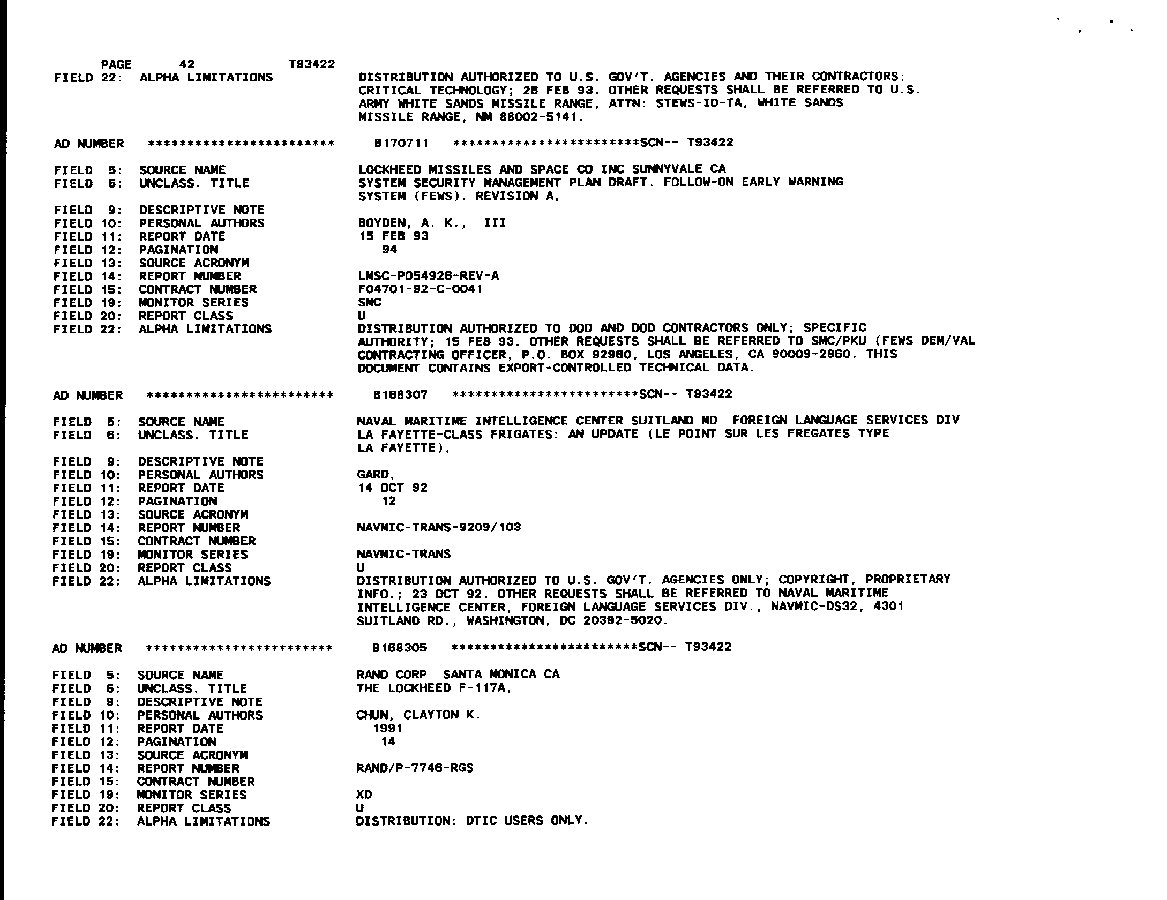 PAGE 42 T93422
FIELD 22: ALPHA LIMITATIONS DISTRIBUTION AUTHORIZED TO U.S. GOV'T. AGENCIES AND THEIR CONTRACTORS;
CRITICAL TECHNOLOGY; 28 FEB 93. OTHER REQUESTS SHALL BE REFERRED TO U.S.
ARMY WHITE SANDS MISSILE RANGE, ATTN: STEWS-ID-TA, WHITE SANDS
MISSILE RANGE, NM 88002-5141.
AD NUMBER ************************ B170711 ************************SCN-- T93422
FIELD 5: SOURCE NAME LOCKHEED MISSILES AND SPACE CO INC SUNNYVALE CA
FIELD 6: UNCLASS. TITLE SYSTEM SECURITY MANAGEMENT PLAN DRAFT. FOLLOW-ON EARLY WARNING
SYSTEM (FEWS). REVISION A,
FIELD 9: DESCRIPTIVE NOTE
FIELD 10: PERSONAL AUTHORS BOYDEN, A. K., III
FIELD 11: REPORT DATE 15 FEB 93
FIELD 12: PAGINATION 94
FIELD 13: SOURCE ACRONYM
FIELD 14: REPORT NUMBER LMSC-P054928-REV-A
FIELD 15: CONTRACT NUMBER F04701-92-C-0041
FIELD 19: MONITOR SERIES SMC
FIELD 20: REPORT CLASS U
FIELD 22: ALPHA LIMITATIONS DISTRIBUTION AUTHORIZED TO DOD AND DOD CONTRACTORS ONLY; SPECIFIC
AUTHORITY; 15 FEB 93. OTHER REQUESTS SHALL BE REFERRED TO SMC/PKU (FEWS DEM/VAL
CONTRACTING OFFICER, P.O. BOX 92960, LOS ANGELES, CA 90009-2960. THIS
DOCUMENT CONTAINS EXPORT-CONTROLLED TECHNICAL DATA.
AD NUMBER ************************ B168307 ************************SCN-- T93422
FIELD 5: SOURCE NAME NAVAL MARITIME INTELLIGENCE CENTER SUITLAND MD FOREIGN LANGUAGE SERVICES DIV
FIELD 6: UNCLASS. TITLE LA FAYETTE-CLASS FRIGATES: AN UPDATE (LE POINT SUR LES FREGATES TYPE
LA FAYETTE),
FIELD 9: DESCRIPTIVE NOTE
FIELD 10: PERSONAL AUTHORS GARD,
FIELD 11: REPORT DATE 14 OCT 92
FIELD 12: PAGINATION 12
FIELD 13: SOURCE ACRONYM
FIELD 14: REPORT NUMBER NAVMIC-TRANS-9209/103
FIELD 15: CONTRACT NUMBER
FIELD 19: MONITOR SERIES NAVMIC-TRANS
FIELD 20: REPORT CLASS U
FIELD 22: ALPHA LIMITATIONS DISTRIBUTION AUTHORIZED TO U.S. GOV'T. AGENCIES ONLY; COPYRIGHT, PROPRIETARY
INFO.; 23 OCT 92. OTHER REQUESTS SHALL BE REFERRED TO NAVAL MARITIME
INTELLIGENCE CENTER, FOREIGN LANGUAGE SERVICES DIV., NAVMIC-DS32, 4301
SUITLAND RD., WASHINGTON, DC 20392-5020.
AD NUMBER ************************ B168305 ************************SCN-- T93422
FIELD 5: SOURCE NAME RAND CORP SANTA MONICA CA
FIELD 6: UNCLASS. TITLE THE LOCKHEED F-117A,
FIELD 9: DESCRIPTIVE NOTE
FIELD 10: PERSONAL AUTHORS CHUN, CLAYTON K.
FIELD 11: REPORT DATE 1991
FIELD 12: PAGINATION 14
FIELD 13: SOURCE ACRONYM
FIELD 14: REPORT NUMBER RAND/P-7746-RGS
FIELD 15: CONTRACT NUMBER
FIELD 19: MONITOR SERIES XD
FIELD 20: REPORT CLASS U
FIELD 22: ALPHA LIMITATIONS DISTRIBUTION: DTIC USERS ONLY.